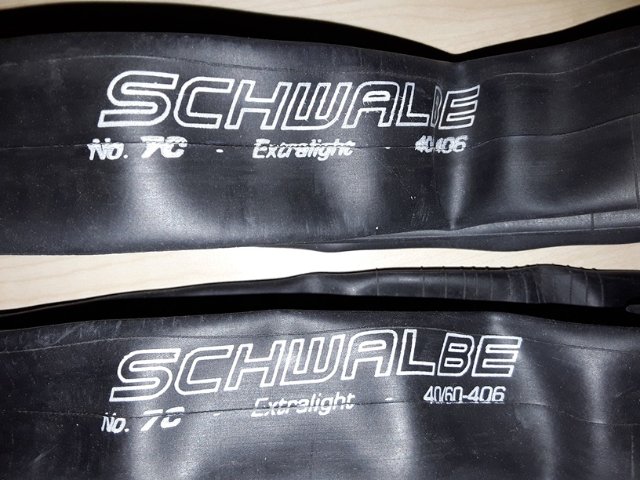 SCHWALBE
No. 7C - Extralight - 40406
SCHWALBE
No. 7C - Extralight - 40/60-406